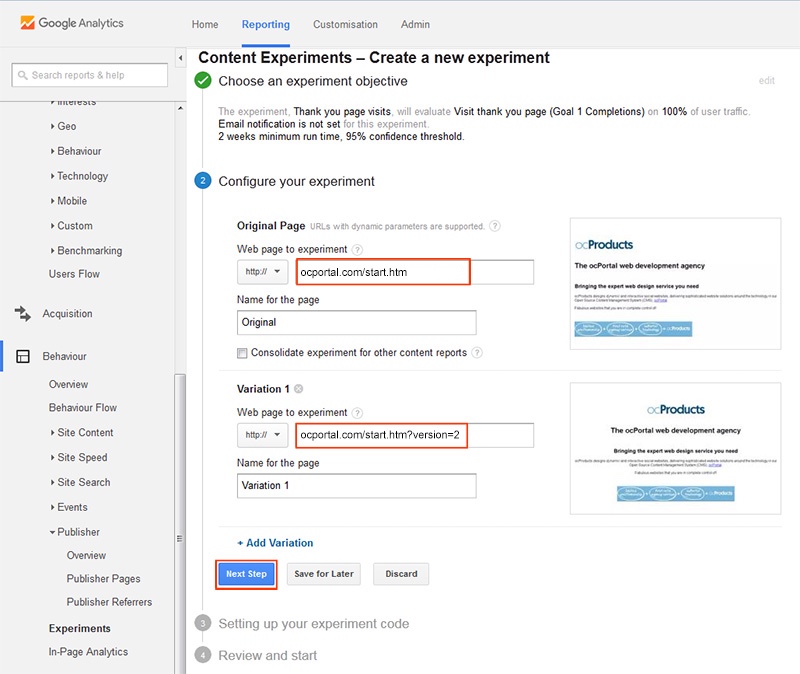 Google Analytics
Home Reporting Customisation Admin
Search reports & help
Interests
Geo
Behaviour
Technology
Mobile
Custom
Benchmarking
Users Flow
Acquisition
Behaviour
Overview
Behaviour Flow
Site Content
Site Speed
Site Search
Events
Publisher
Overview
Publisher Pages
Publisher Referrers
Experiments
In-Page Analytics
Content Experiments – Create a new experiment
Choose an experiment objective
edit
The experiment, Thank you page visits, will evaluate Visit thank you page (Goal 1 Completions) on 100% of user traffic.
Email notification is not set for this experiment.
2 weeks minimum run time, 95% confidence threshold.
2 Configure your experiment
Original Page URLs with dynamic parameters are supported. ?
Web page to experiment ?
http:// ocportal.com/start.htm
Name for the page
Original
Consolidate experiment for other content reports ?
ocProducts
The ocPortal web development agency
Bringing the expert web design service you need
Variation 1
Web page to experiment ?
http:// ocportal.com/start.htm?version=2
Name for the page
Variation 1
ocProducts
The ocPortal web development agency
Bringing the expert web design service you need
+ Add Variation
Next Step Save for Later Discard
3 Setting up your experiment code
4 Review and start